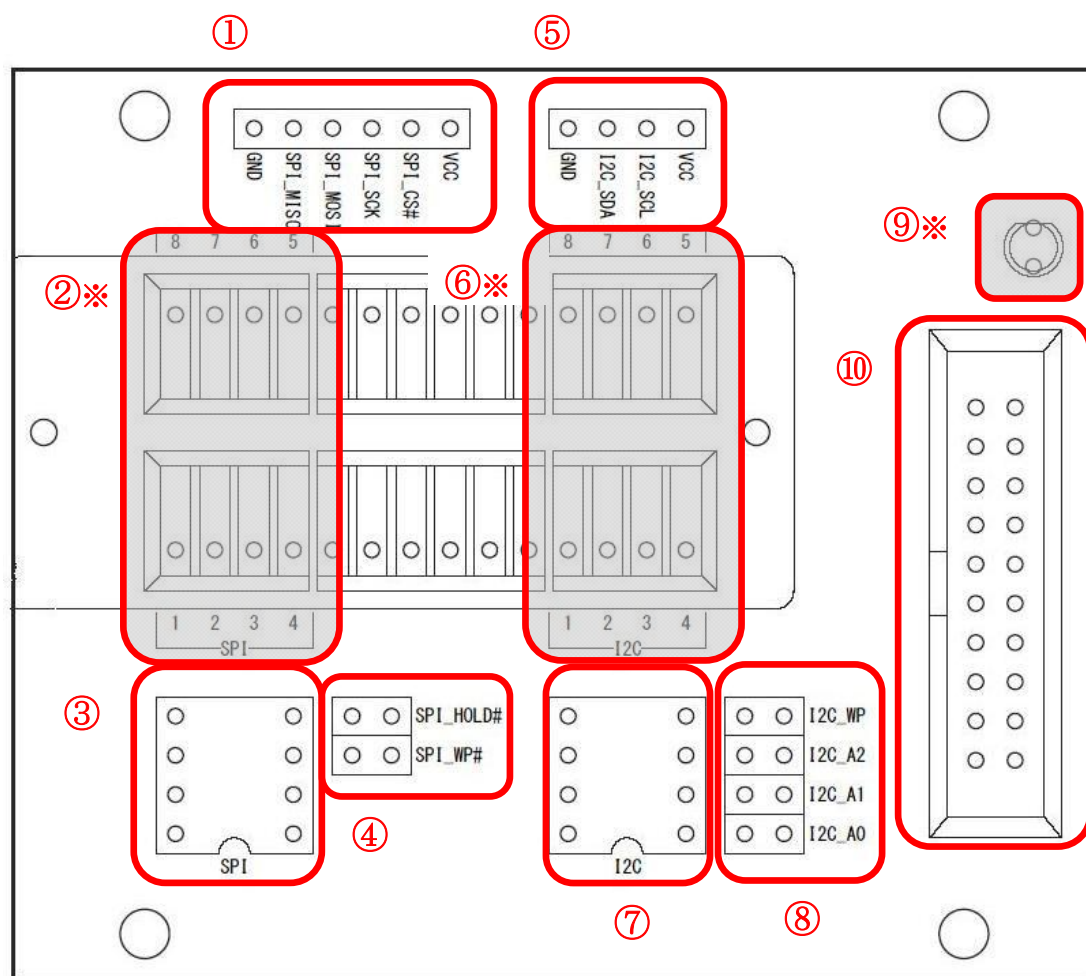 ① ⑤
GND SPI_MISO SPI_MOSI SPI_SCK SPI_CS# VCC
GND I2C_SDA I2C_SCL VCC
⑨※
8 7 6 5
8 7 6 5
②※
⑥※
⑩
1 2 3 4
SPI
1 2 3 4
I2C
③
SPI_HOLD#
SPI_WP#
④
SPI
I2C_WP
I2C_A2
I2C_A1
I2C_A0
I2C
⑦
⑧